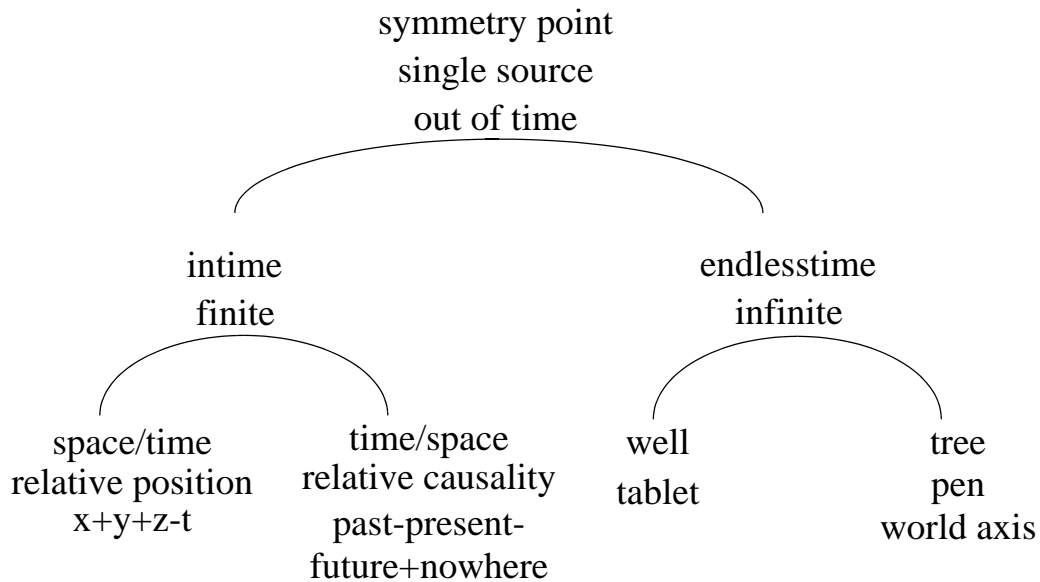 symmetry point
single source
out of time
intime
finite
endlesstime
infinite
space/time
relative position
x+y+z-t
time/space
relative causality
past-present-
future+nowhere
well
tablet
tree
pen
world axis